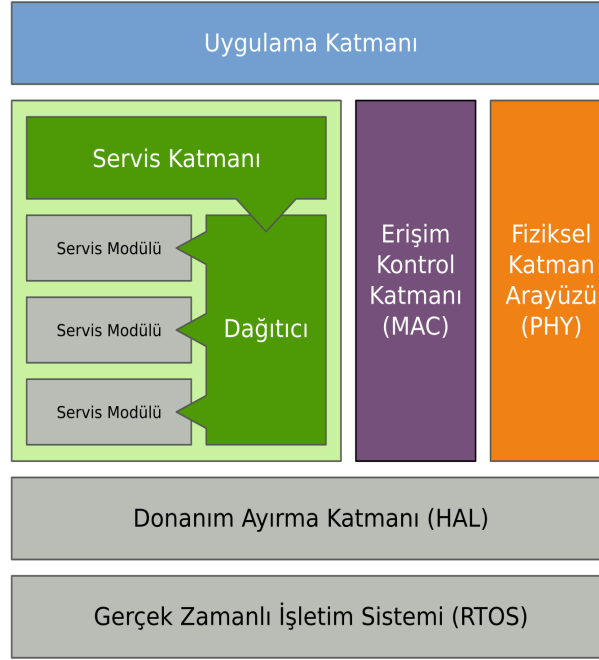 Uygulama Katmanı
Servis Katmanı
Servis Modülü
Servis Modülü
Servis Modülü
Dağıtıcı
Erişim
Kontrol
Katmanı
(MAC)
Fiziksel
Katman
Arayüzü
(PHY)
Donanım Ayırma Katmanı (HAL)
Gerçek Zamanlı İşletim Sistemi (RTOS)